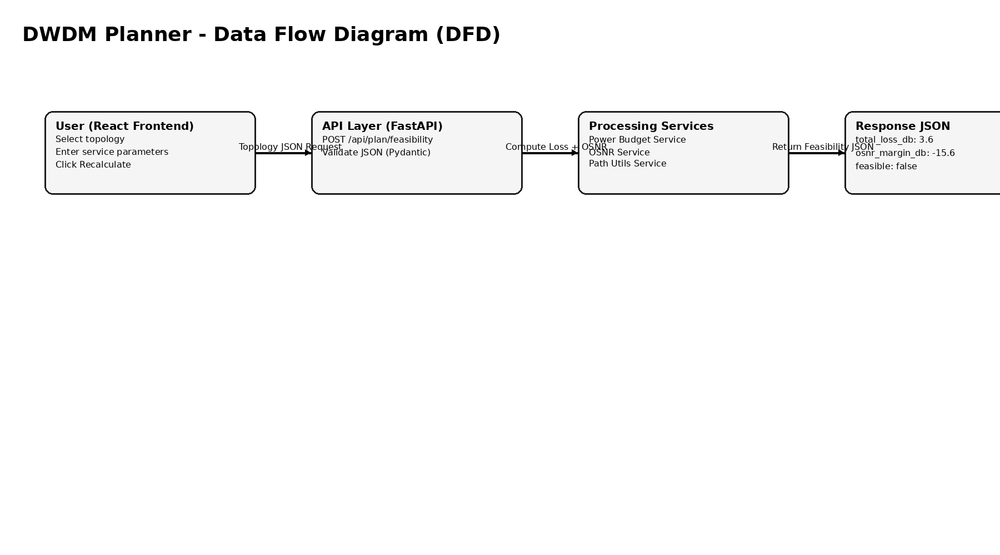 DWDM Planner - Data Flow Diagram (DFD)
User (React Frontend)
Select topology
Enter service parameters
Click Recalculate
Topology JSON Request
API Layer (FastAPI)
POST /api/plan/feasibility
Validate JSON (Pydantic)
Compute Loss + OSNR
Processing Services
Power Budget Service
OSNR Service
Path Utils Service
Return Feasibility JSON
Response JSON
total_loss_db: 3.6
osnr_margin_db: -15.6
feasible: false